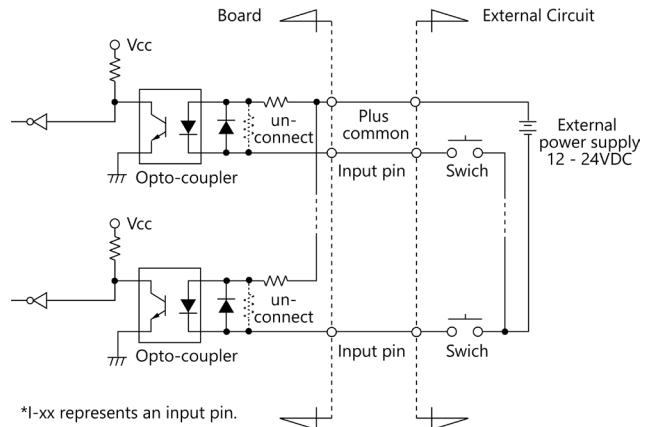 Board
External Circuit
Vcc
un-
connect
Plus
common
External
power supply
12 - 24VDC
Opto-coupler
Input pin
Swich
Vcc
un-
connect
Opto-coupler
Input pin
Swich
*I-xx represents an input pin.